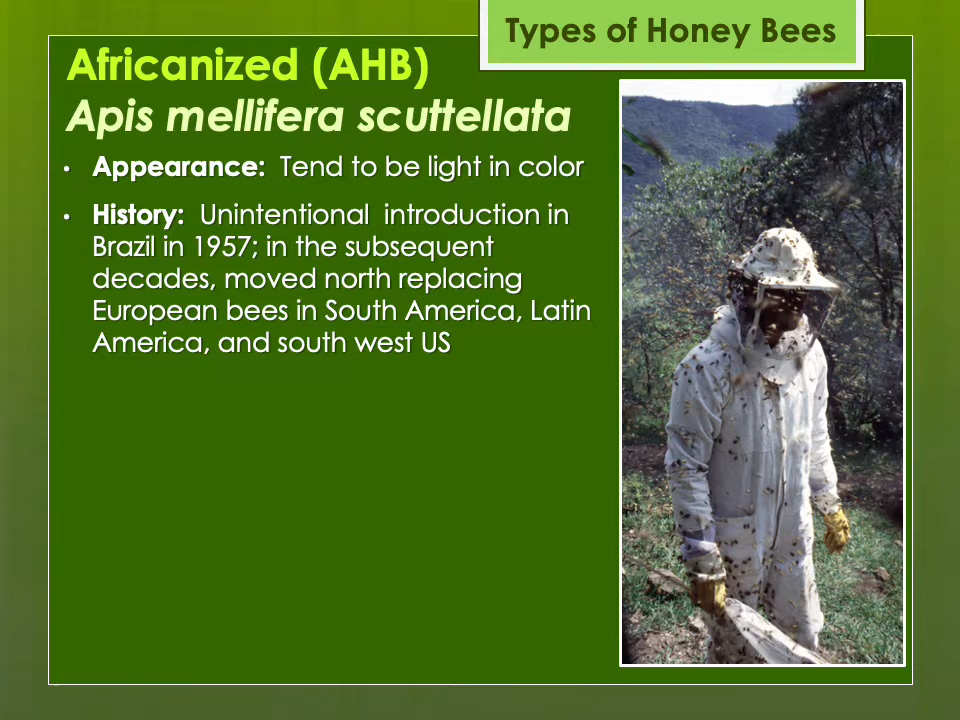 Types of Honey Bees
Africanized (AHB)
Apis mellifera scuttellata
• Appearance: Tend to be light in color
• History: Unintentional introduction in
Brazil in 1957; in the subsequent
decades, moved north replacing
European bees in South America, Latin
America, and south west US